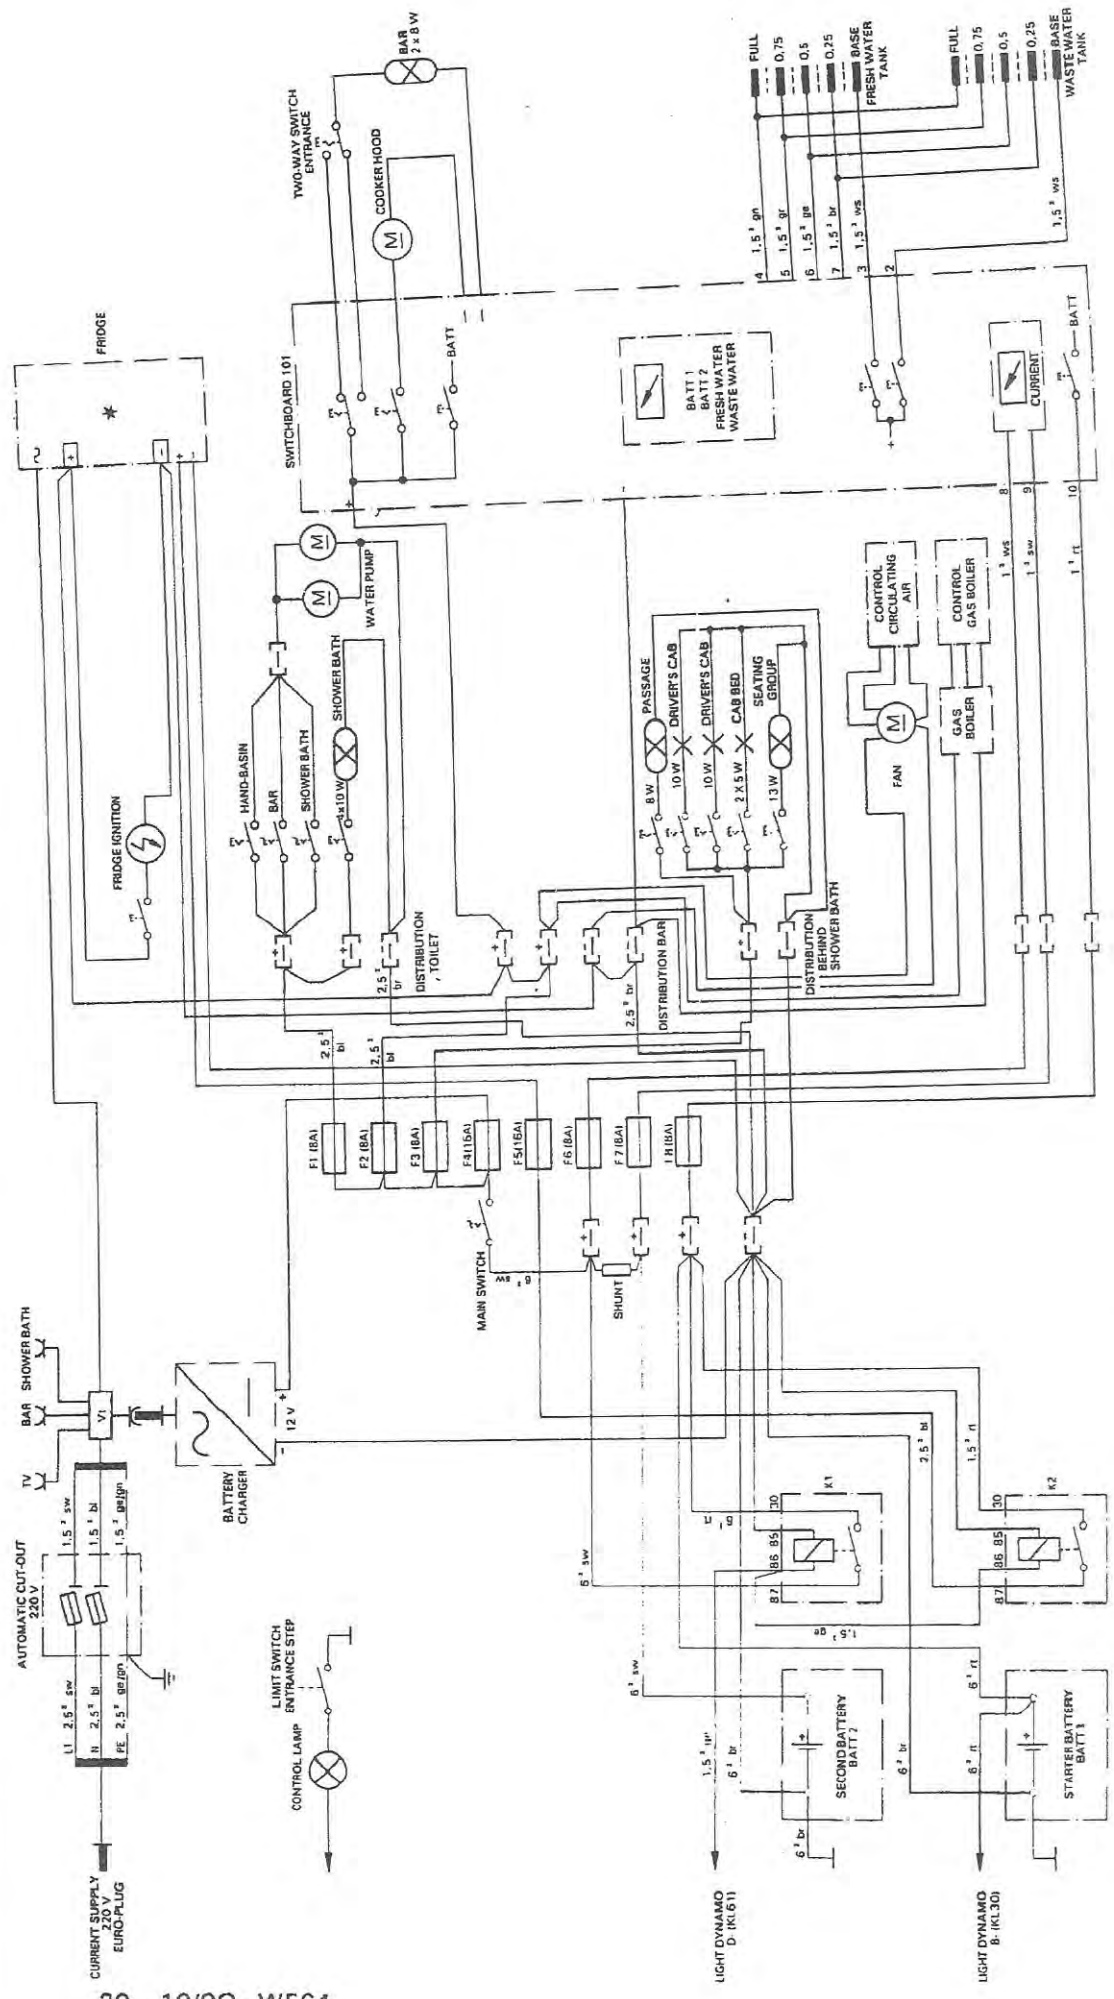 FRIDGE
~
+
-
+
-
*
TWO-WAY SWITCH
ENTRANCE
BAR
2 x 8 W
COOKER HOOD
M
SWITCHBOARD 101
BATT
+
FRIDGE IGNITION
HAND-BASIN
BAR
SHOWER BATH
4x10 W
SHOWER BATH
M
M
WATER PUMP
FULL
0,75
0,5
0,25
BASE
FRESH WATER
TANK
FULL
0,75
0,5
0,25
BASE
WASTE WATER
TANK
4
1,5² gn
5
1,5² gr
6
1,5² ge
7
1,5² br
3
1,5² ws
2
1,5² ws
BATT 1
BATT 2
FRESH WATER
WASTE WATER
+
CURRENT
BATT
8
1² ws
9
1² sw
10
1² rt
PASSAGE
8 W
DRIVER'S CAB
10 W
DRIVER'S CAB
10 W
CAB BED
2 X 5 W
SEATING
GROUP
13 W
CONTROL
CIRCULATING
AIR
M
FAN
CONTROL
GAS BOILER
GAS
BOILER
DISTRIBUTION
, TOILET
2,5²
br
DISTRIBUTION BAR
2,5² br
DISTRIBUTION
BEHIND
SHOWER BATH
2,5²
bl
2,5²
bl
F1 (8A)
F2 (8A)
F3 (8A)
F4(16A)
F5(16A)
F6 (8A)
F7 (8A)
MAIN SWITCH
6² sw
SHUNT
TV
BAR
SHOWER BATH
V1
BATTERY
CHARGER
12 V
-
+
AUTOMATIC CUT-OUT
220 V
1,5² sw
1,5² bl
1,5² ge/gn
L1 2,5² sw
N 2,5² bl
PE 2,5² ge/gn
CURRENT SUPPLY
220 V
EURO-PLUG
LIMIT SWITCH
ENTRANCE STEP
CONTROL LAMP
K1
30
85
86
87
6² sw
K2
30
85
86
87
2,5² bl
1,5² rt
1,5² ge
6² sw
6² br
6² br
SECOND BATTERY
BATT 2
6² rt
6² rt
6² br
STARTER BATTERY
LIGHT DYNAMO
D- (KL61)
LIGHT DYNAMO
B- (KL30)